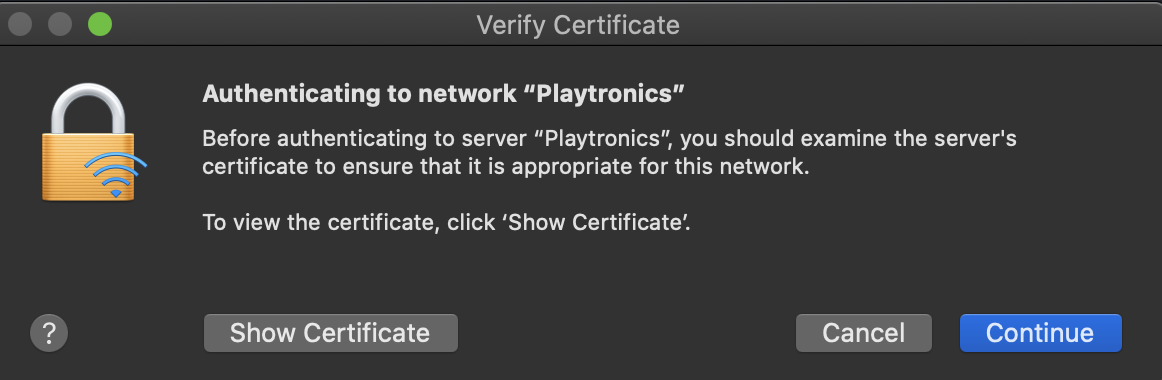 Verify Certificate
Authenticating to network “Playtronics”
Before authenticating to server “Playtronics”, you should examine the server's
certificate to ensure that it is appropriate for this network.
To view the certificate, click ‘Show Certificate’.
?
Show Certificate
Cancel
Continue